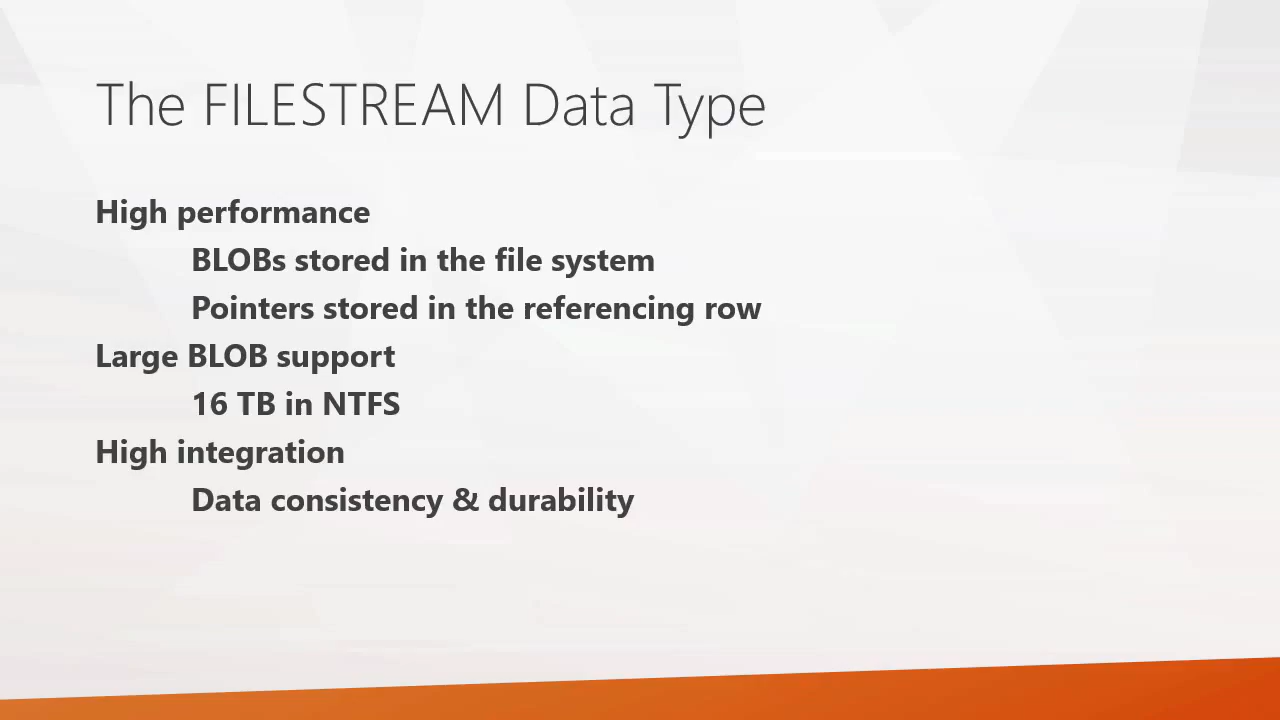 The FILESTREAM Data Type
High performance
BLOBs stored in the file system
Pointers stored in the referencing row
Large BLOB support
16 TB in NTFS
High integration
Data consistency & durability